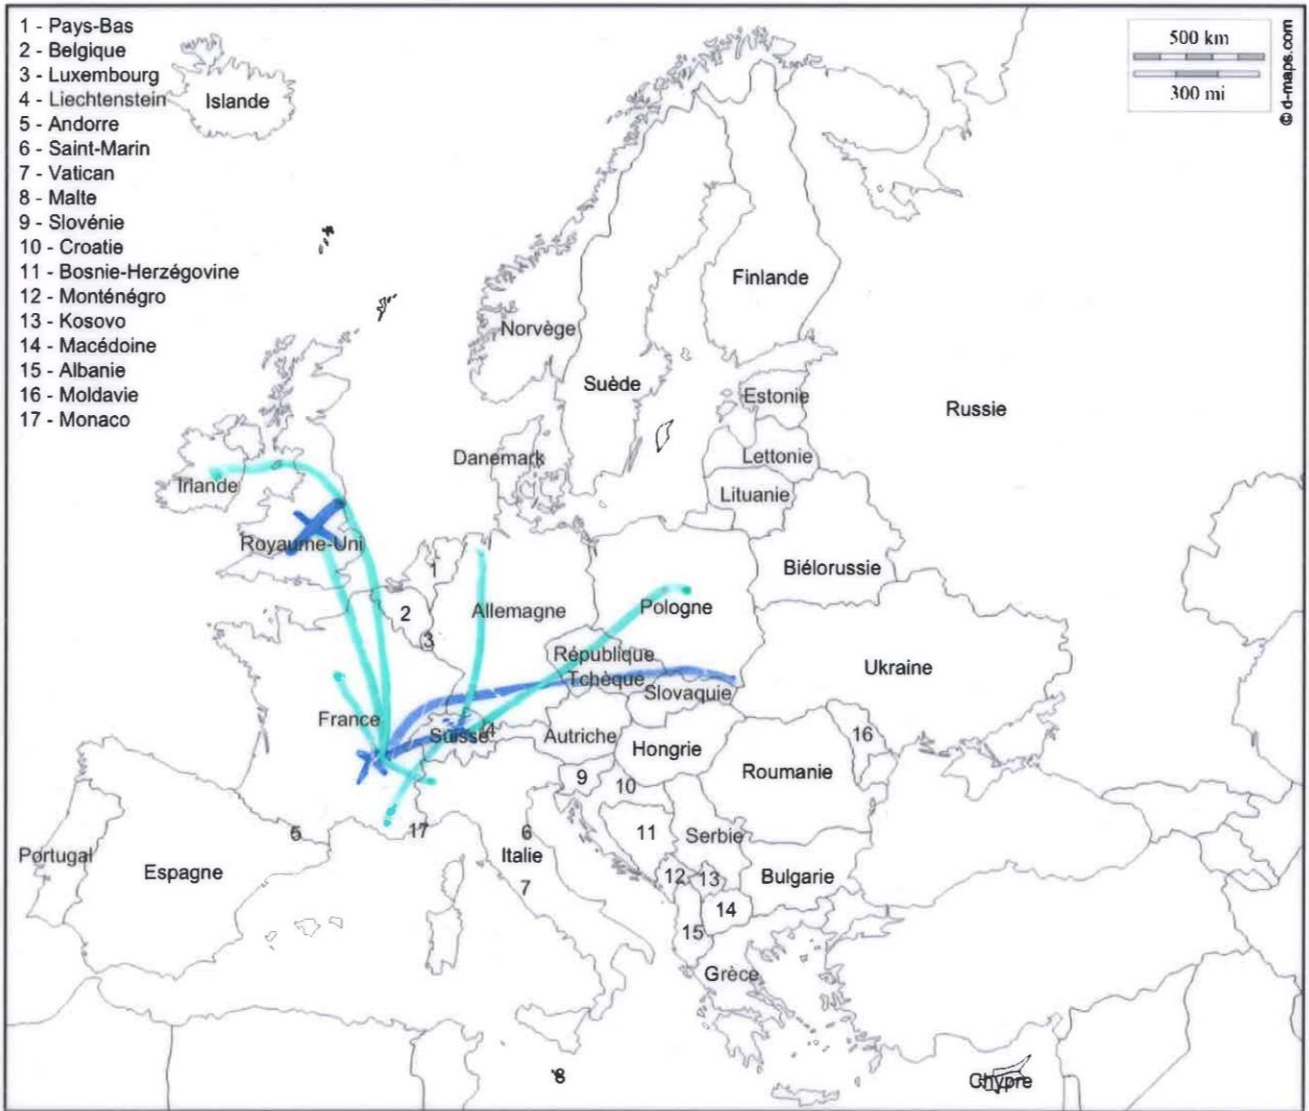 1 - Pays-Bas
2 - Belgique
3 - Luxembourg
4 - Liechtenstein
5 - Andorre
6 - Saint-Marin
7 - Vatican
8 - Malte
9 - Slovénie
10 - Croatie
11 - Bosnie-Herzégovine
12 - Monténégro
13 - Kosovo
14 - Macédoine
15 - Albanie
16 - Moldavie
17 - Monaco
500 km
300 mi
© d-maps.com
Islande
Finlande
Norvège
Suède
Estonie
Russie
Danemark
Lettonie
Irlande
Lituanie
Royaume-Uni
1
Biélorussie
2
Allemagne
Pologne
3
République
Tchèque
Ukraine
Slovaquie
France
Suisse
4
Autriche
Hongrie
16
Roumanie
9
10
5
17
6
11
Serbie
Portugal
Espagne
Italie
7
12
13
Bulgarie
14
15
Grèce
8
Chypre